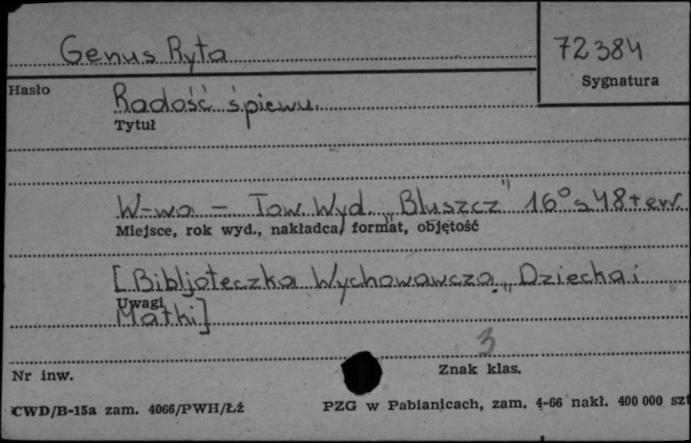 Genus Ryta
72384
Sygnatura
Hasło
Radość śpiewu.
Tytuł
W-wa – Tow. Wyd. „Bluszcz" 16° s 48 + ew.
Miejsce, rok wyd., nakładca, format, objętość
[Bibljoteczka Wychowawcza „Dziecka i
Uwagi
Matki]
3
Nr inw.
Znak klas.
CWD/B-15a zam. 4066/PWH/Łź
PZG w Pabianicach, zam. 4-66 nakł. 400 000 szt